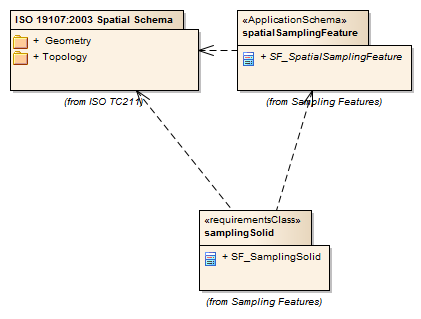 ISO 19107:2003 Spatial Schema
+ Geometry
+ Topology
(from ISO TC211)
«ApplicationSchema»
spatialSamplingFeature
+ SF_SpatialSamplingFeature
(from Sampling Features)
«requirementsClass»
samplingSolid
+ SF_SamplingSolid
(from Sampling Features)